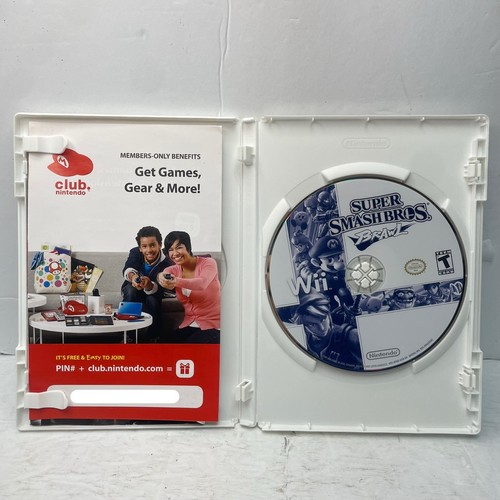 MEMBERS-ONLY BENEFITS
Get Games,
Gear & More!
club.
nintendo
IT'S FREE & Easy TO JOIN!
PIN# + club.nintendo.com =
SUPER
SMASH BROS.
BRAWL
Wii
TEEN
T
Nintendo